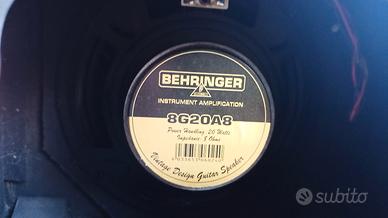 BEHRINGER
INSTRUMENT AMPLIFICATION
8G20A8
Power Handling: 20 Watts
Impedance: 8 Ohms
Vintage Design Guitar Speaker
subito